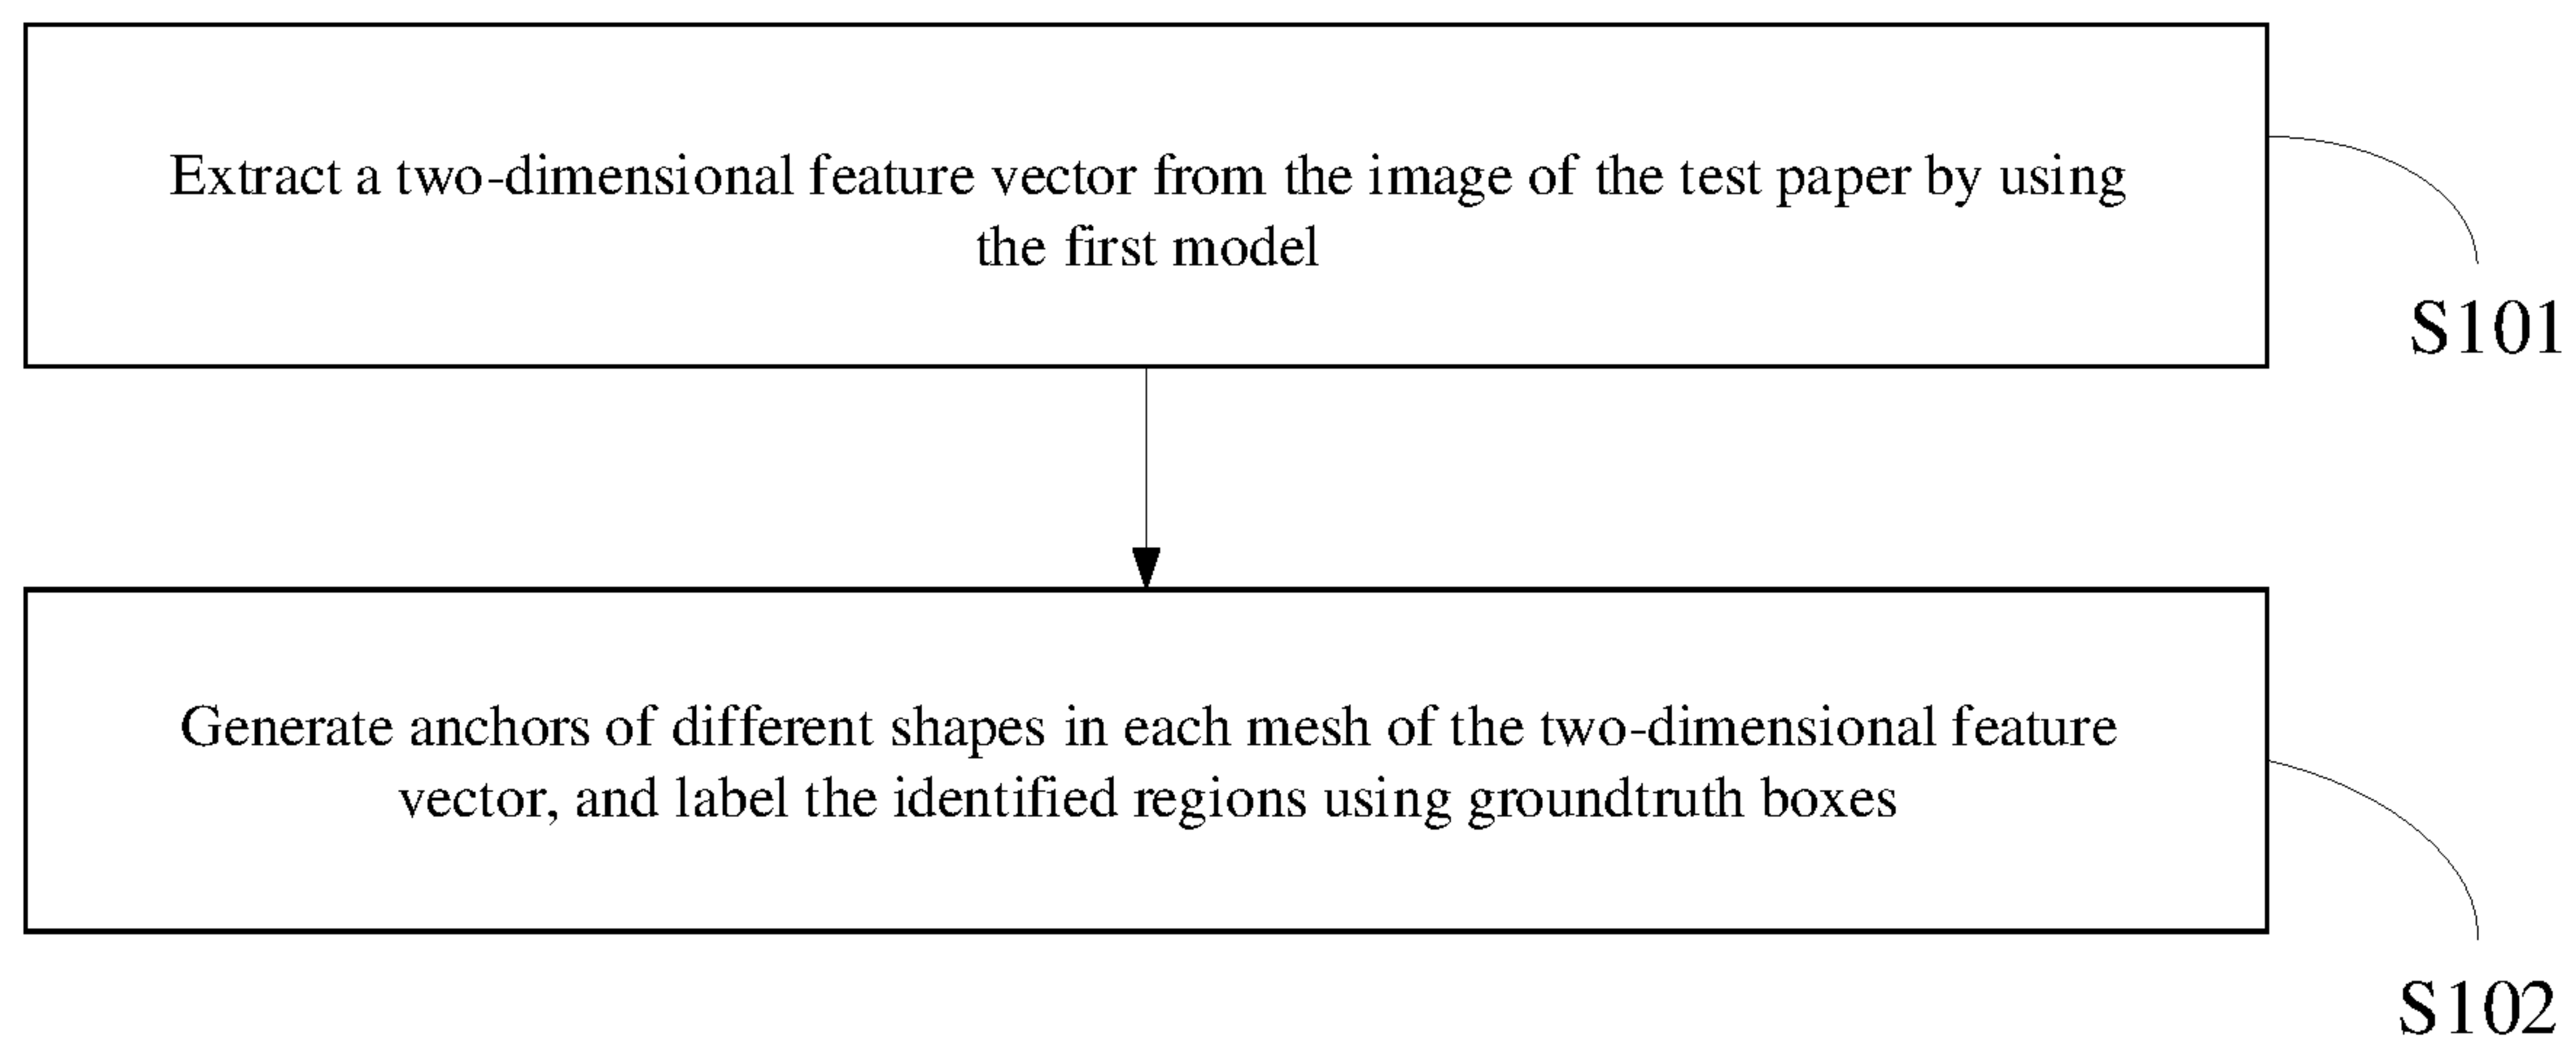 Extract a two-dimensional feature vector from the image of the test paper by using
the first model
S101
Generate anchors of different shapes in each mesh of the two-dimensional feature
vector, and label the identified regions using groundtruth boxes
S102